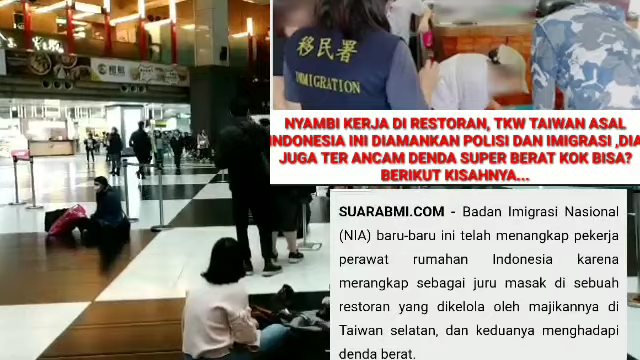 移民署
IMMIGRATION
NYAMBI KERJA DI RESTORAN, TKW TAIWAN ASAL
INDONESIA INI DIAMANKAN POLISI DAN IMIGRASI ,DIA
JUGA TER ANCAM DENDA SUPER BERAT KOK BISA?
BERIKUT KISAHNYA...
SUARABMI.COM - Badan Imigrasi Nasional
(NIA) baru-baru ini telah menangkap pekerja
perawat rumahan Indonesia karena
merangkap sebagai juru masak di sebuah
restoran yang dikelola oleh majikannya di
Taiwan selatan, dan keduanya menghadapi
denda berat.